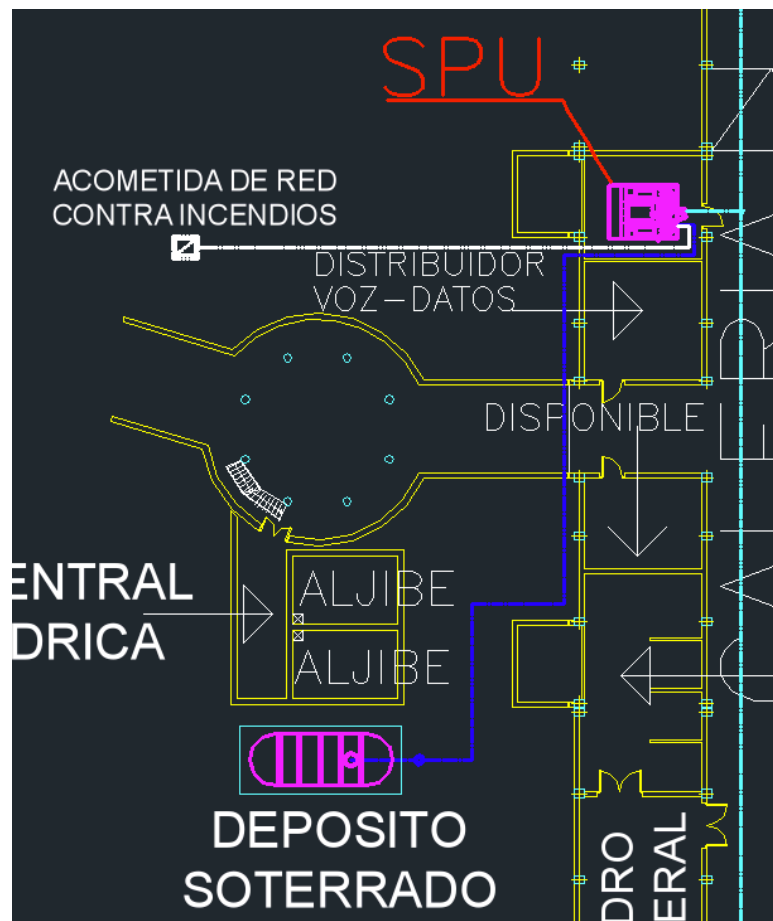 SPU
ACOMETIDA DE RED
CONTRA INCENDIOS
DISTRIBUIDOR
VOZ-DATOS
DISPONIBLE
ENTRAL
DRICA
ALJIBE
ALJIBE
DEPOSITO
SOTERRADO
DRO
ERAL